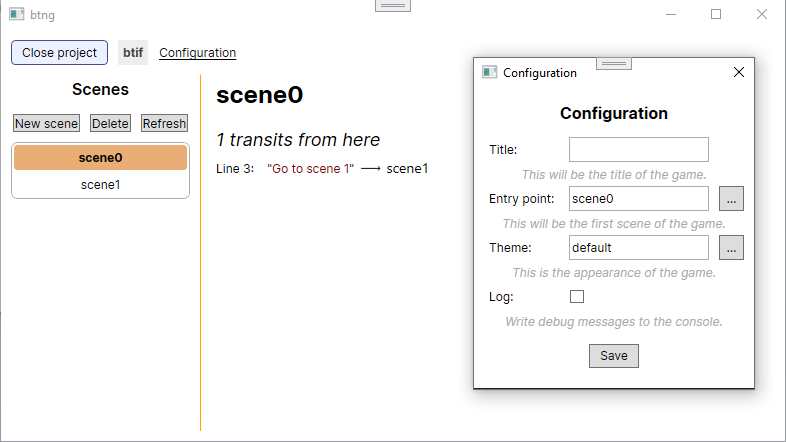 btng
Close project btif Configuration
Scenes
New scene Delete Refresh
scene0
scene1
scene0
1 transits from here
Line 3: "Go to scene 1" ⟶ scene1
Configuration
Configuration
Title:
This will be the title of the game.
Entry point: scene0 ...
This will be the first scene of the game.
Theme: default ...
This is the appearance of the game.
Log:
Write debug messages to the console.
Save